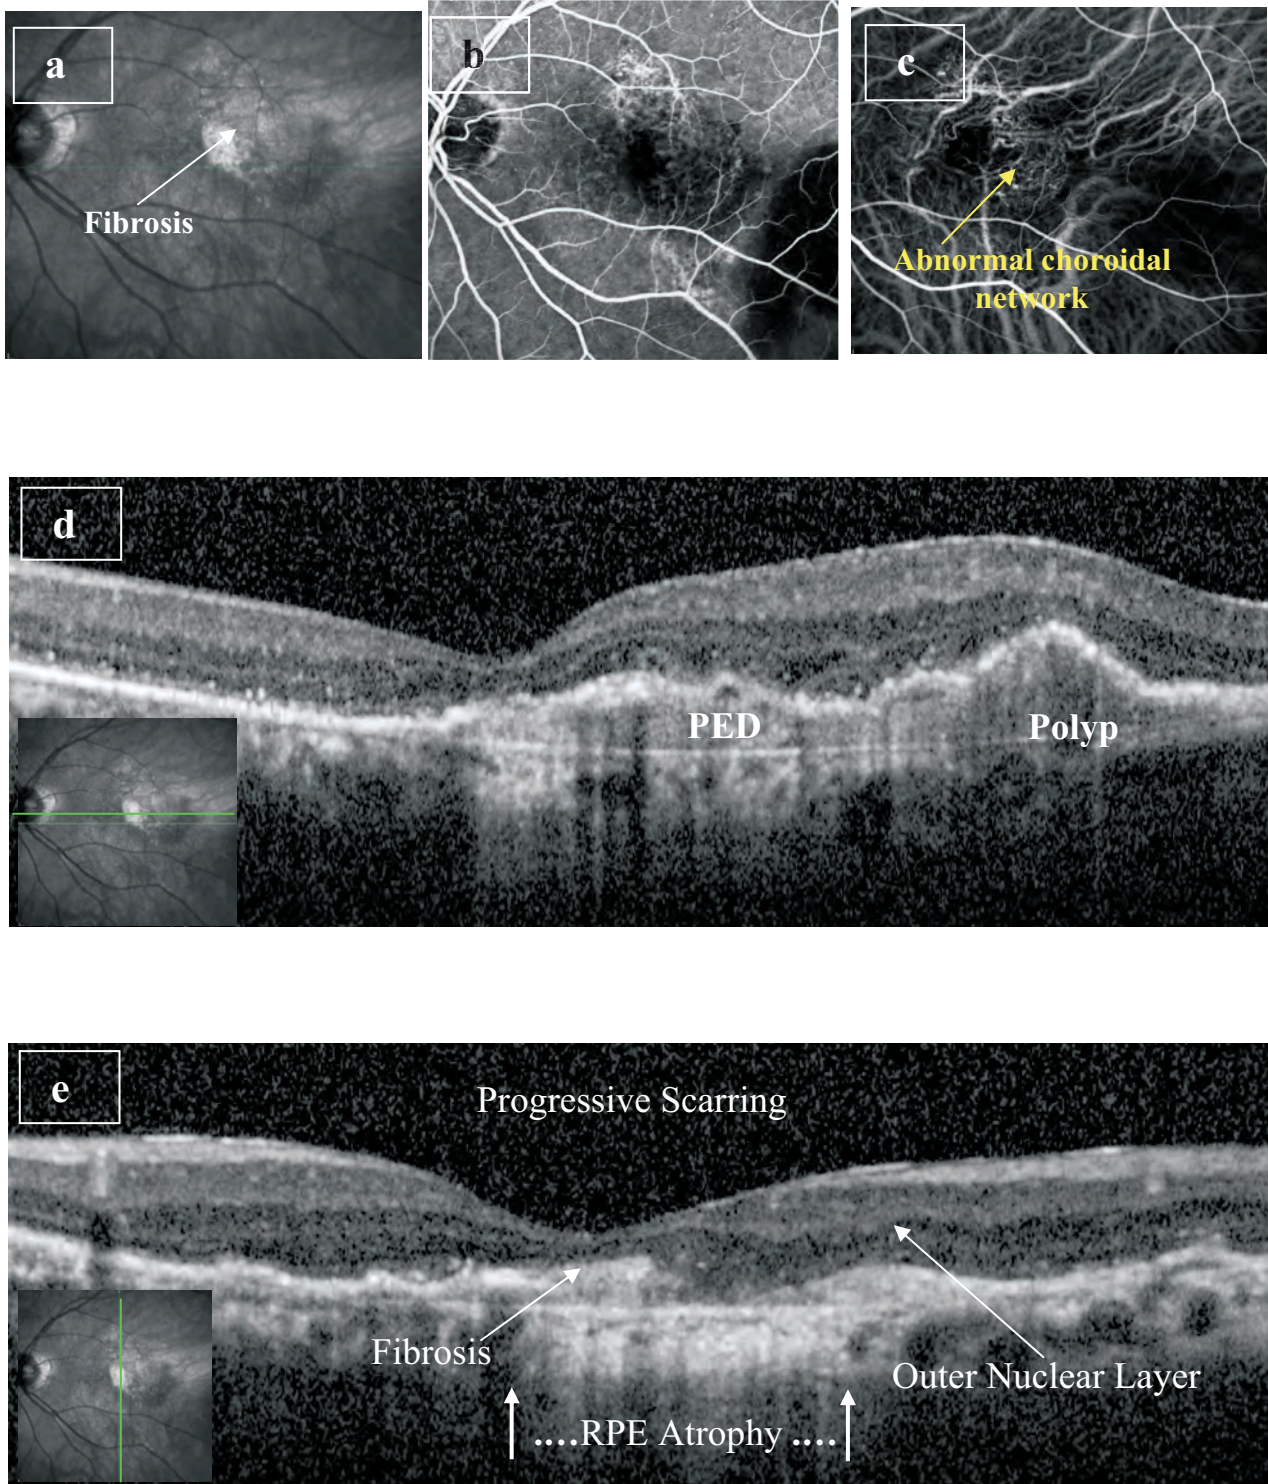 a
Fibrosis
b
c
Abnormal choroidal
network
d
PED
Polyp
e
Progressive Scarring
Fibrosis
Outer Nuclear Layer
....RPE Atrophy ....